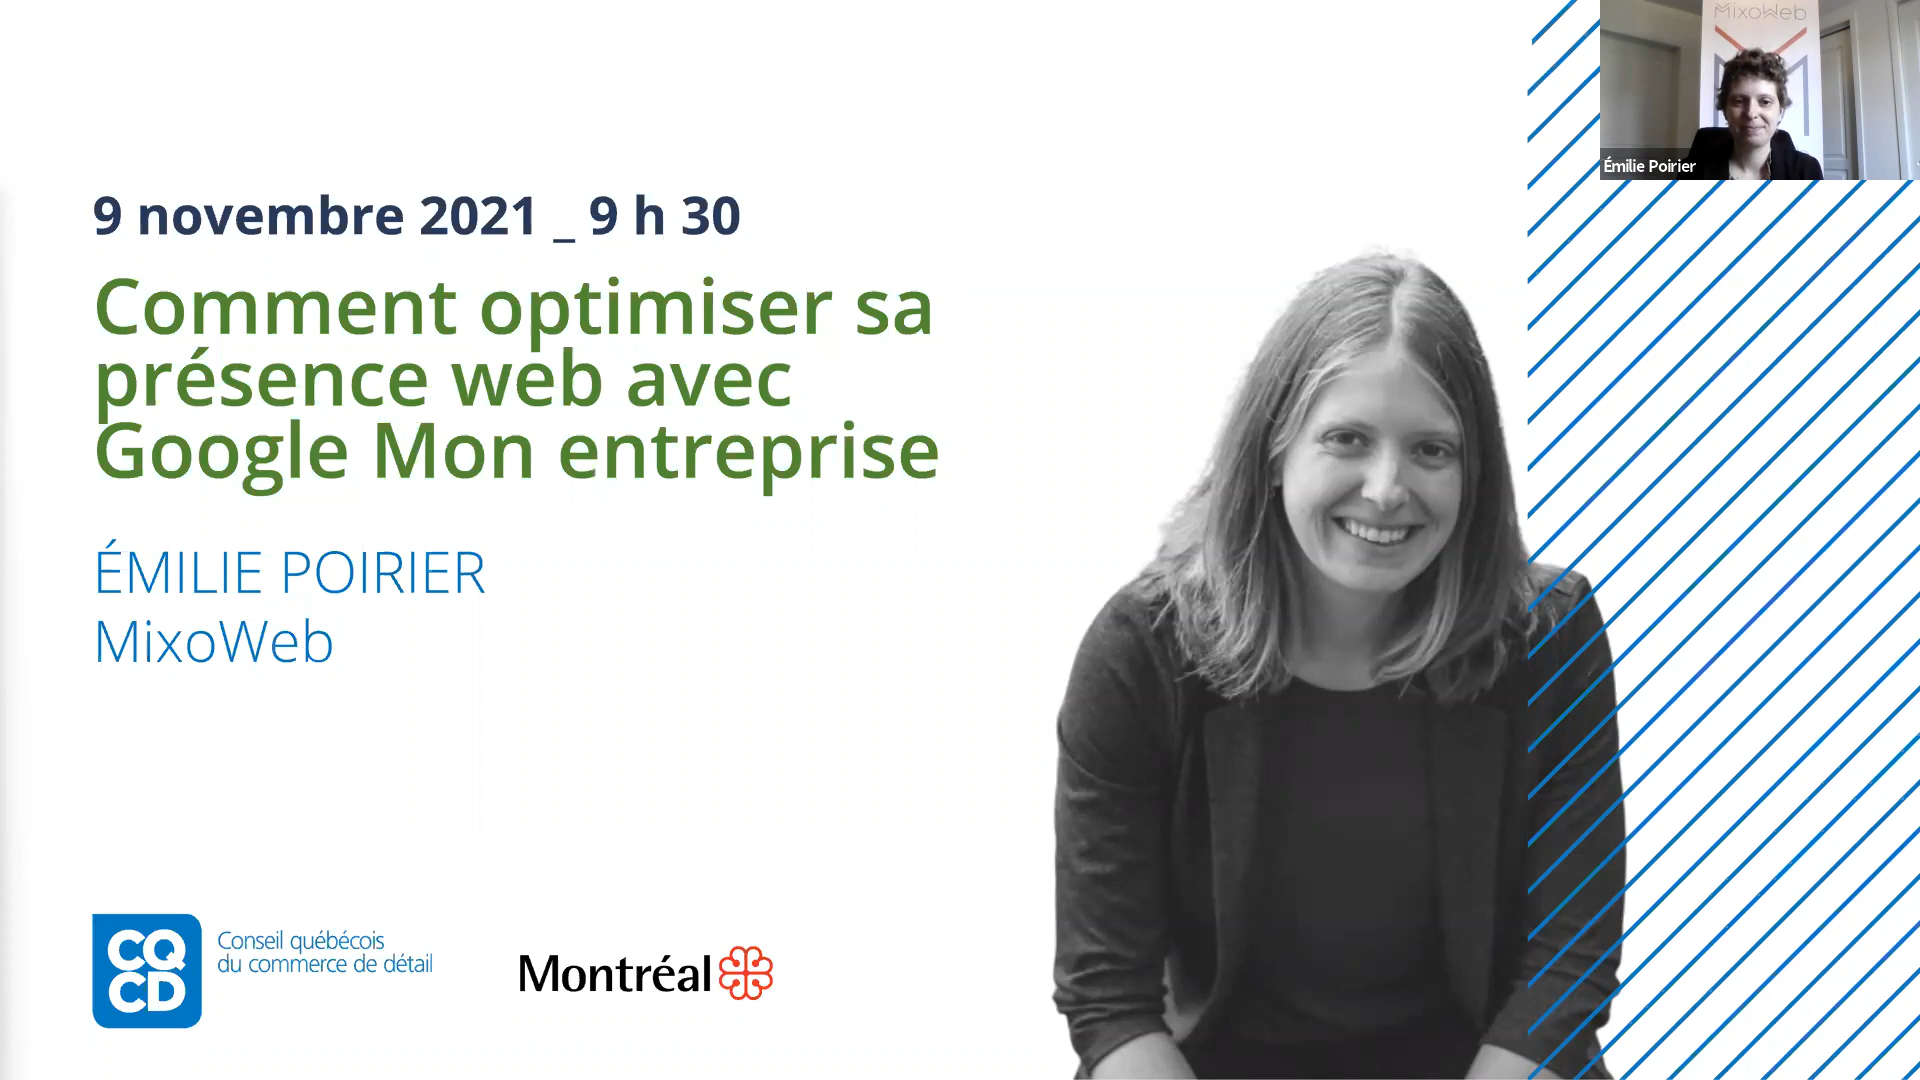 MixoWeb
Émilie Poirier
9 novembre 2021 _ 9 h 30
Comment optimiser sa
présence web avec
Google Mon entreprise
ÉMILIE POIRIER
MixoWeb
CQ
CD
Conseil québécois
du commerce de détail
Montréal